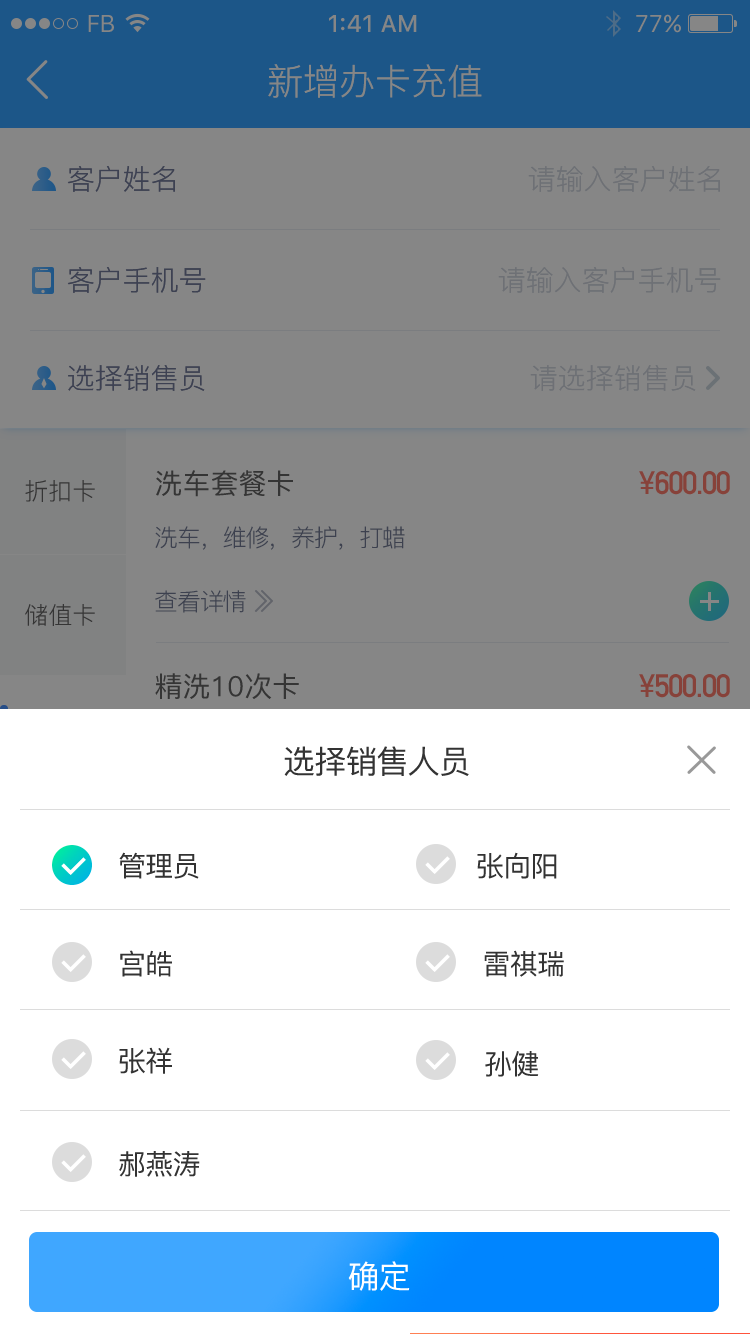 FB 1:41 AM 77%
新增办卡充值
客户姓名 请输入客户姓名
客户手机号 请输入客户手机号
选择销售员 请选择销售员
折扣卡
洗车套餐卡 ¥600.00
洗车，维修，养护，打蜡
储值卡
查看详情
精洗10次卡 ¥500.00
选择销售人员
管理员 张向阳
宫皓 雷祺瑞
张祥 孙健
郝燕涛
确定